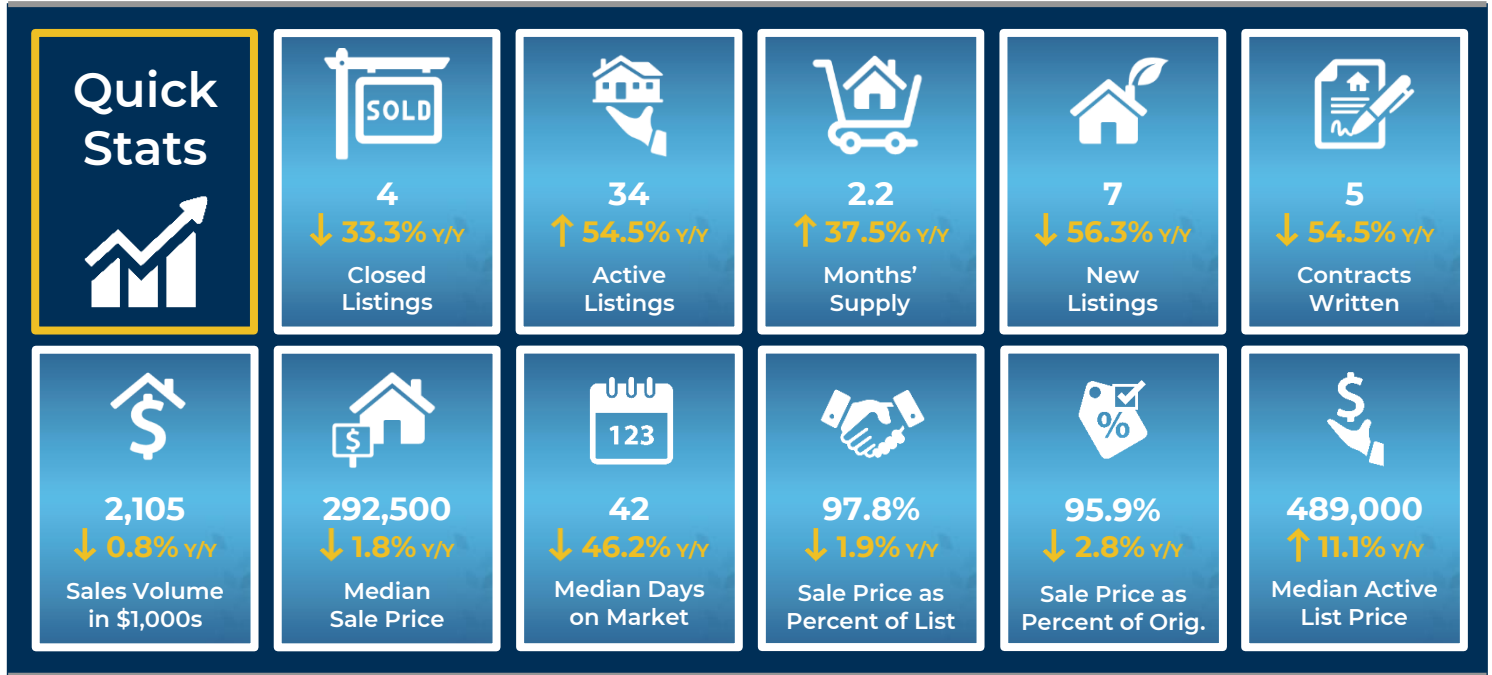 Quick
Stats
SOLD
4
↓ 33.3% Y/Y
Closed
Listings
34
↑ 54.5% Y/Y
Active
Listings
2.2
↑ 37.5% Y/Y
Months’
Supply
7
↓ 56.3% Y/Y
New
Listings
5
↓ 54.5% Y/Y
Contracts
Written
$
2,105
↓ 0.8% Y/Y
Sales Volume
in $1,000s
$
292,500
↓ 1.8% Y/Y
Median
Sale Price
123
42
↓ 46.2% Y/Y
Median Days
on Market
97.8%
↓ 1.9% Y/Y
Sale Price as
Percent of List
%
95.9%
↓ 2.8% Y/Y
Sale Price as
Percent of Orig.
$
489,000
↑ 11.1% Y/Y
Median Active
List Price